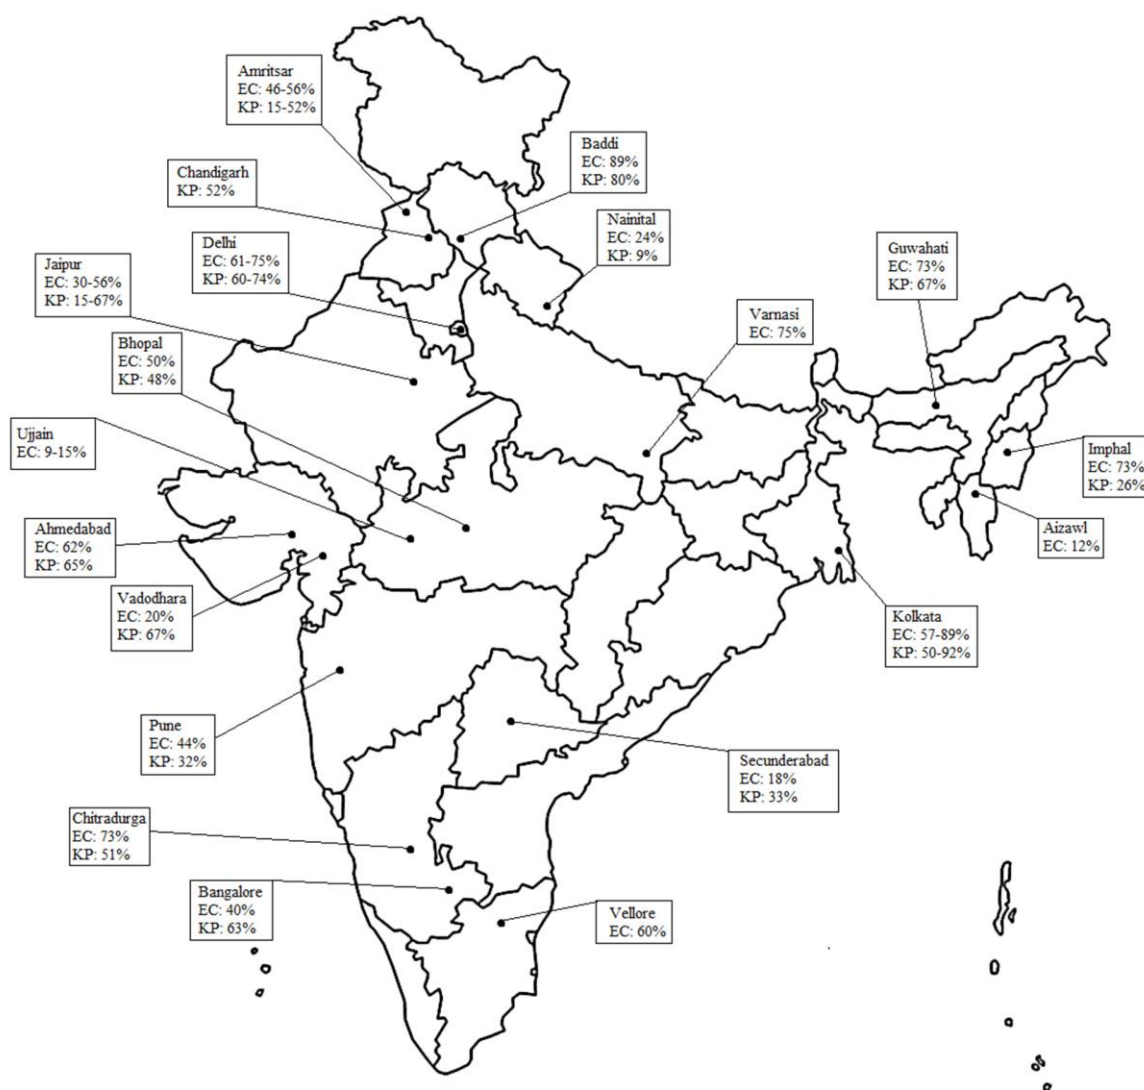 Amritsar
EC: 46-56%
KP: 15-52%
Baddi
EC: 89%
KP: 80%
Chandigarh
KP: 52%
Nainital
EC: 24%
KP: 9%
Delhi
EC: 61-75%
KP: 60-74%
Guwahati
EC: 73%
KP: 67%
Jaipur
EC: 30-56%
KP: 15-67%
Varnasi
EC: 75%
Bhopal
EC: 50%
KP: 48%
Ujjain
EC: 9-15%
Imphal
EC: 73%
KP: 26%
Ahmedabad
EC: 62%
KP: 65%
Aizawl
EC: 12%
Vadodhara
EC: 20%
KP: 67%
Kolkata
EC: 57-89%
KP: 50-92%
Pune
EC: 44%
KP: 32%
Secunderabad
EC: 18%
KP: 33%
Chitradurga
EC: 73%
KP: 51%
Bangalore
EC: 40%
KP: 63%
Vellore
EC: 60%